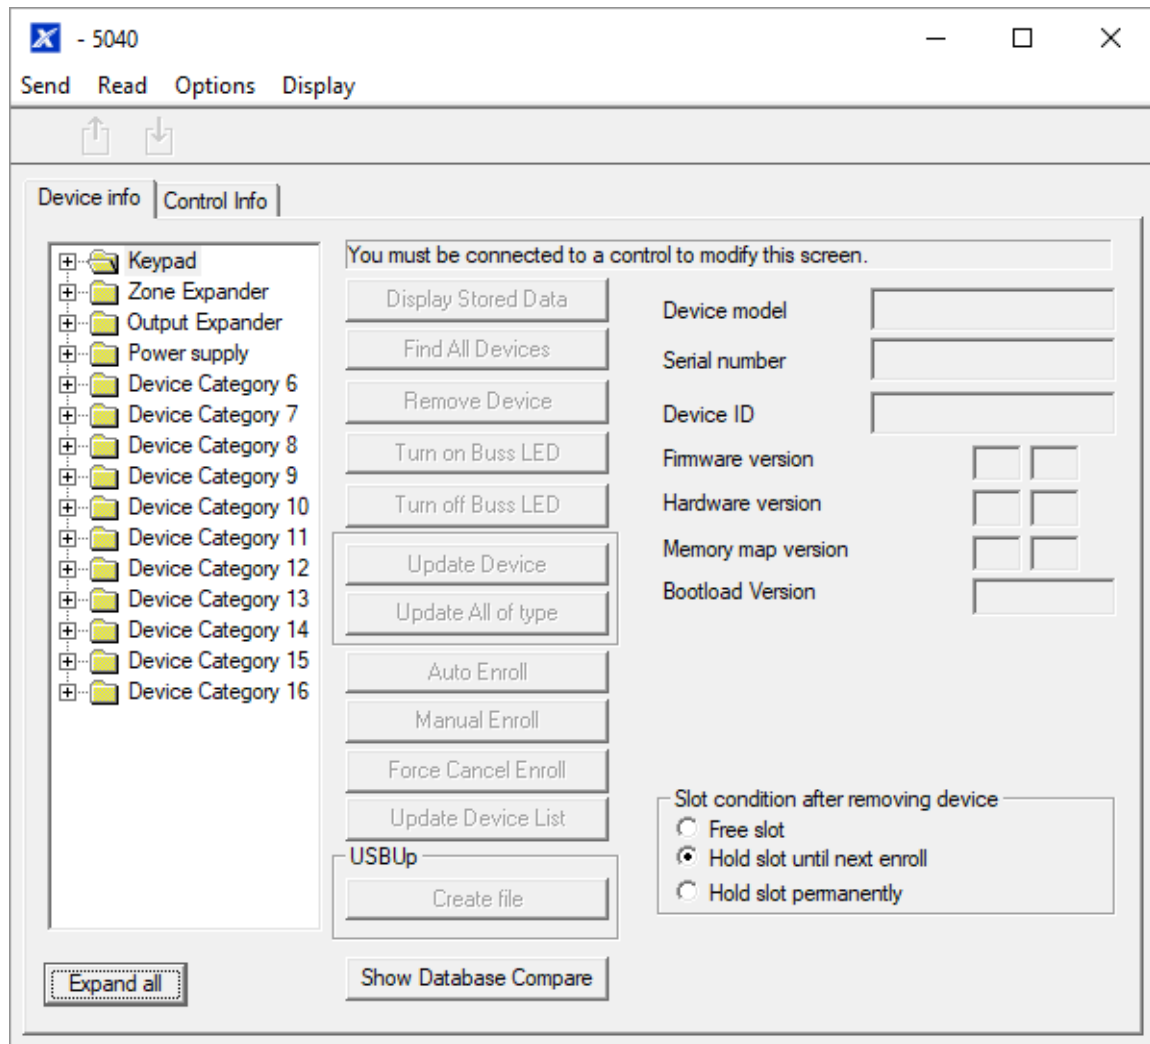 - 5040
Send Read Options Display
Device info Control Info
Keypad
Zone Expander
Output Expander
Power supply
Device Category 6
Device Category 7
Device Category 8
Device Category 9
Device Category 10
Device Category 11
Device Category 12
Device Category 13
Device Category 14
Device Category 15
Device Category 16
Expand all
You must be connected to a control to modify this screen.
Display Stored Data
Find All Devices
Remove Device
Turn on Buss LED
Turn off Buss LED
Update Device
Update All of type
Auto Enroll
Manual Enroll
Force Cancel Enroll
Update Device List
USBUp
Create file
Show Database Compare
Device model
Serial number
Device ID
Firmware version
Hardware version
Memory map version
Bootload Version
Slot condition after removing device
Free slot
Hold slot until next enroll
Hold slot permanently